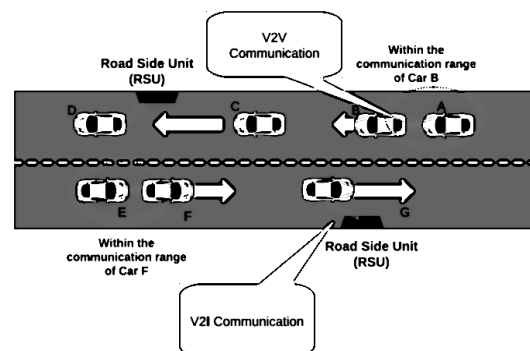 V2V
Communication
Road Side Unit
(RSU)
Within the
communication range
of Car B
D
C
B
A
E
F
G
Within the
communication range
of Car F
Road Side Unit
(RSU)
V2I Communication